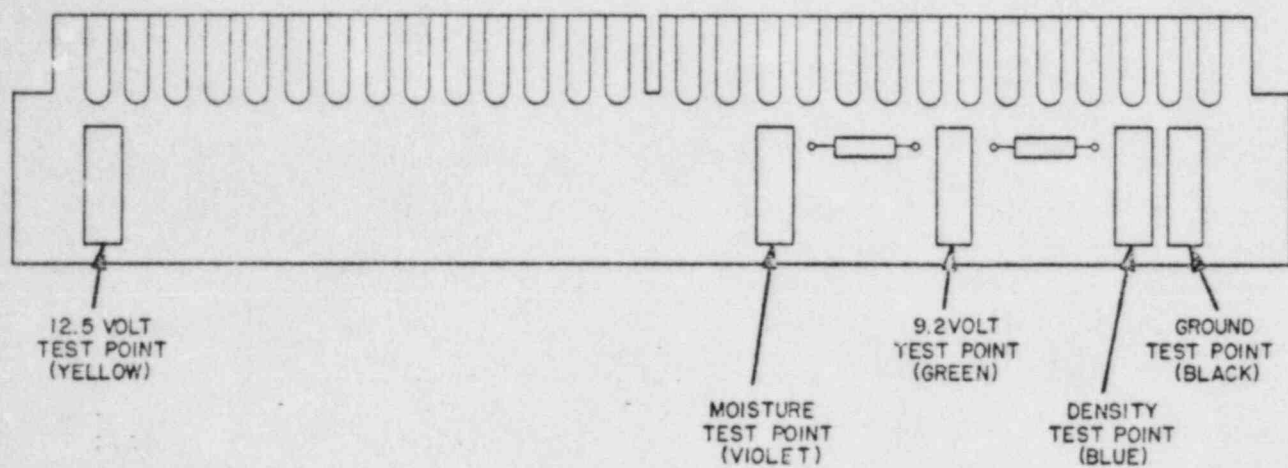 12.5 VOLT
TEST POINT
(YELLOW)
MOISTURE
TEST POINT
(VIOLET)
9.2VOLT
TEST POINT
(GREEN)
DENSITY
TEST POINT
(BLUE)
GROUND
TEST POINT
(BLACK)